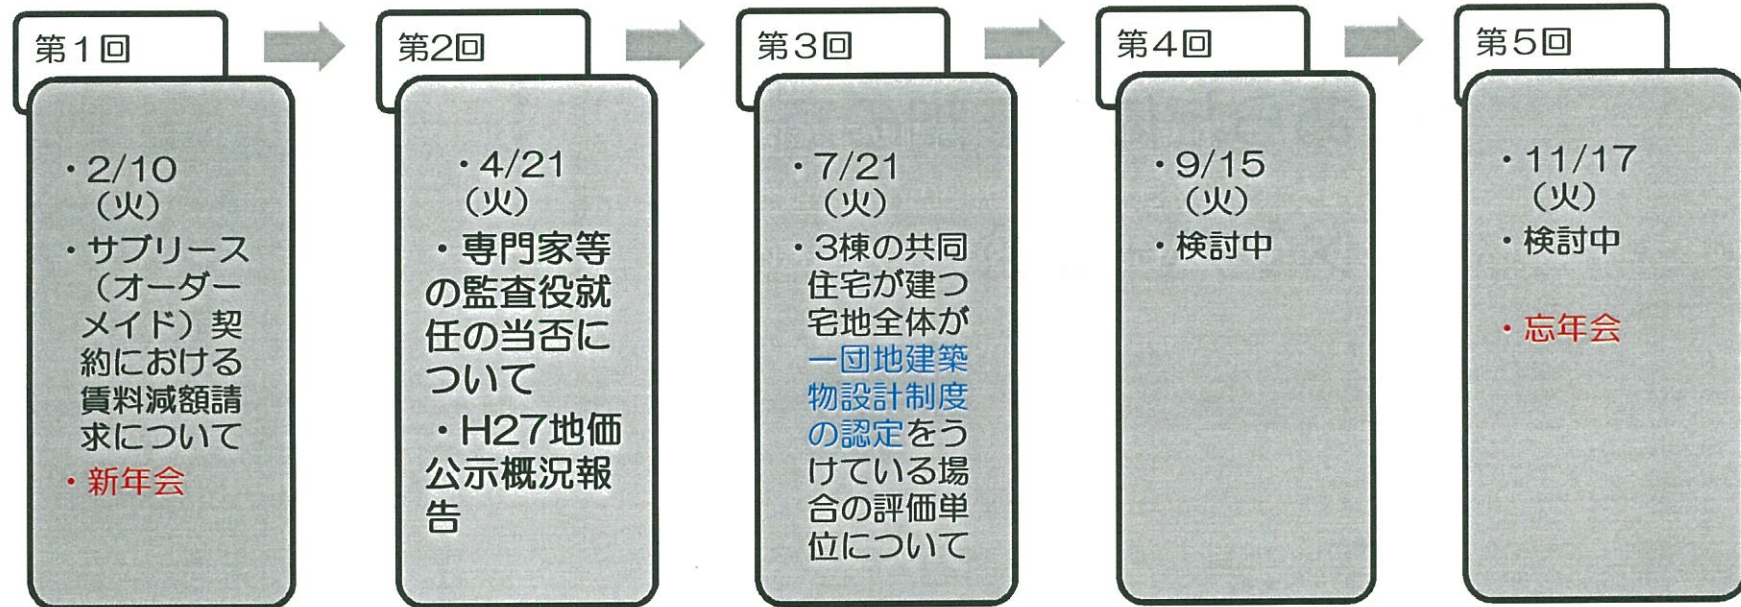 第1回
・2/10
（火）
・サブリース
（オーダー
メイド）契
約における
賃料減額請
求について
・新年会
第2回
・4/21
（火）
・専門家等
の監査役就
任の当否に
ついて
・H27地価
公示概況報
告
第3回
・7/21
（火）
・3棟の共同
住宅が建つ
宅地全体が
一団地建築
物設計制度
の認定をう
けている場
合の評価単
位について
第4回
・9/15
（火）
・検討中
第5回
・11/17
（火）
・検討中
・忘年会